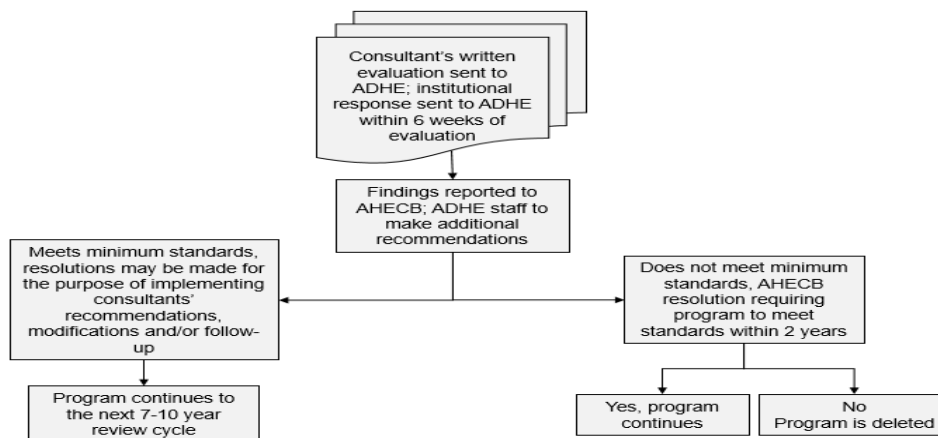 Consultant's written
evaluation sent to
ADHE; institutional
response sent to ADHE
within 6 weeks of
evaluation
Findings reported to
AHECB; ADHE staff to
make additional
recommendations
Meets minimum standards,
resolutions may be made for
the purpose of implementing
consultants'
recommendations,
modifications and/or follow-
up
Does not meet minimum
standards, AHECB
resolution requiring
program to meet
standards within 2 years
Program continues to
the next 7-10 year
review cycle
Yes, program
continues
No
Program is deleted